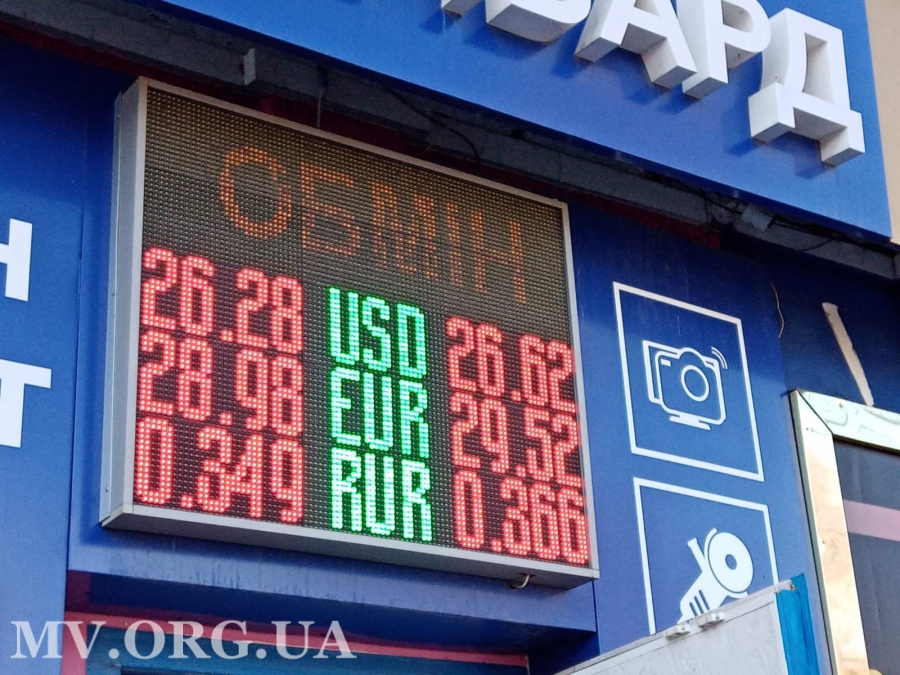 ОБМІН
26.28 USD 26.62
28.98 EUR 29.52
0.349 RUR 0.366
MV.ORG.UA